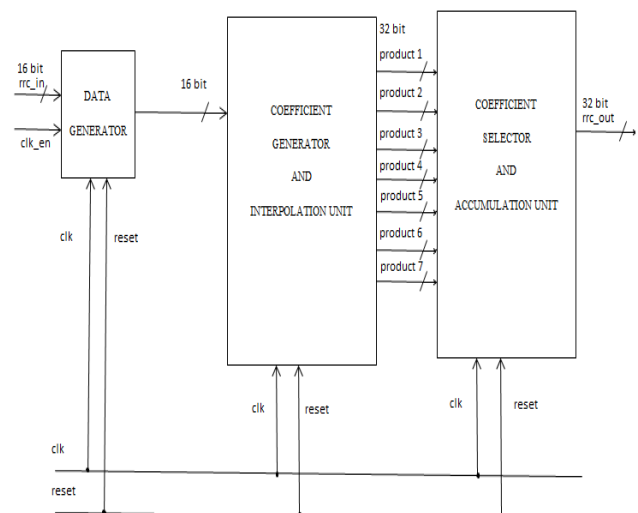 16 bit
rrc_in
clk_en
DATA
GENERATOR
16 bit
COEFFICIENT
GENERATOR
AND
INTERPOLATION UNIT
32 bit
product 1
product 2
product 3
product 4
product 5
product 6
product 7
COEFFICIENT
SELECTOR
AND
ACCUMULATION UNIT
32 bit
rrc_out
clk
reset
clk
reset
clk
reset
clk
reset